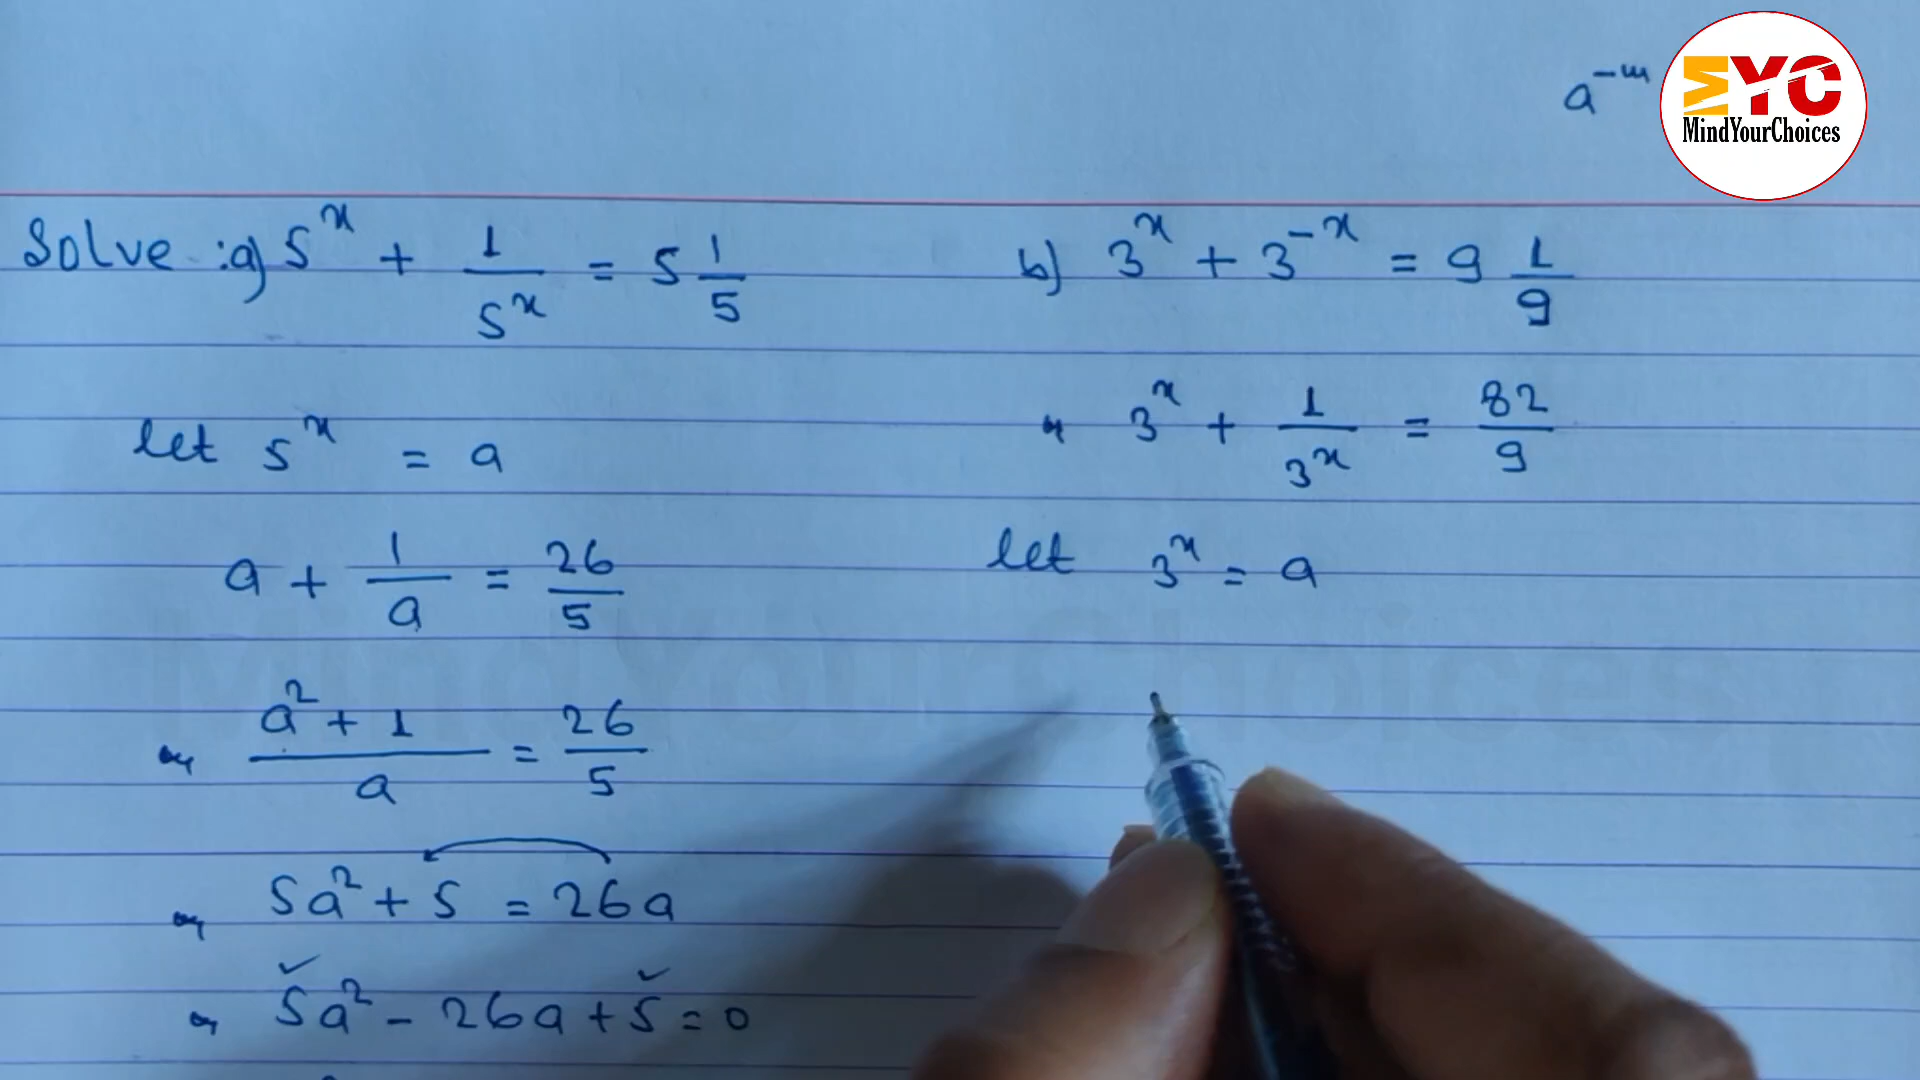 a^-m
MYC
MindYourChoices
Solve :a) 5^x + 1/5^x = 5 1/5
let 5^x = a
a + 1/a = 26/5
or (a^2 + 1)/a = 26/5
or 5a^2 + 5 = 26a
or 5a^2 - 26a + 5 = 0
b) 3^x + 3^-x = 9 1/9
or 3^x + 1/3^x = 82/9
let 3^x = a
MindYourChoices